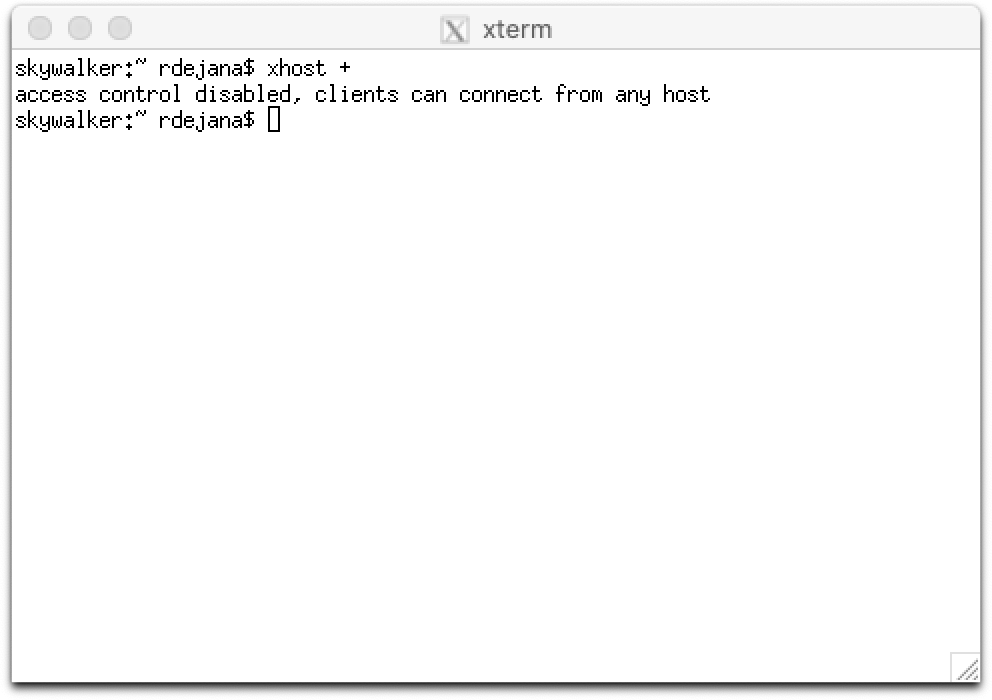 xterm
skywalker:~ rdejana$ xhost +
access control disabled, clients can connect from any host
skywalker:~ rdejana$